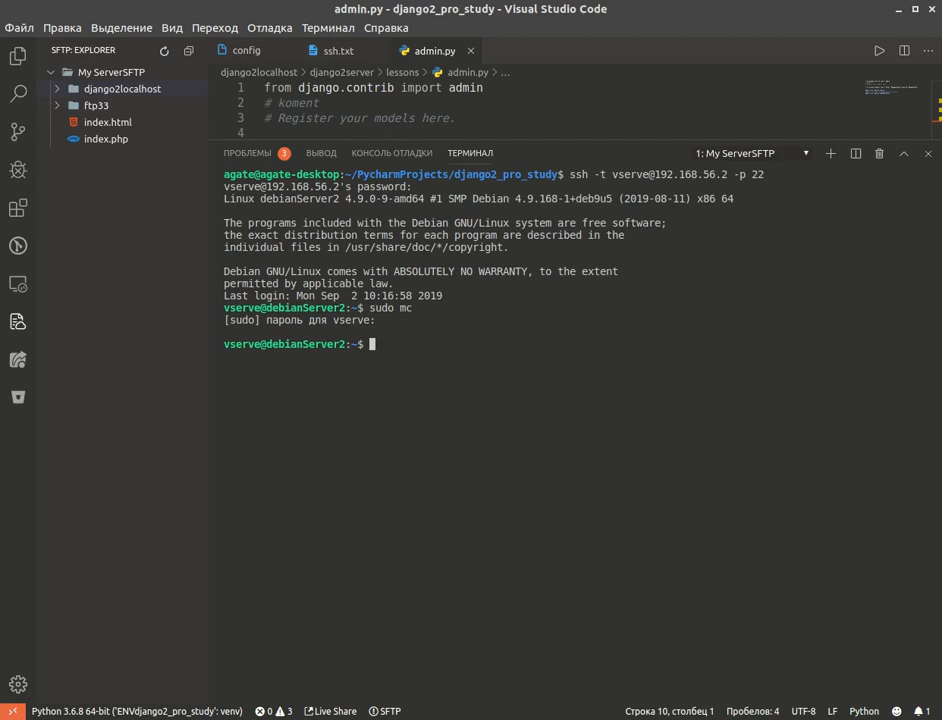 admin.py - django2_pro_study - Visual Studio Code
Файл Правка Выделение Вид Переход Отладка Терминал Справка
SFTP: EXPLORER
config ssh.txt admin.py
My ServerSFTP
django2localhost
ftp33
index.html
index.php
django2localhost › django2server › lessons › admin.py › ...
1 from django.contrib import admin
2 # koment
3 # Register your models here.
4
ПРОБЛЕМЫ 3 ВЫВОД КОНСОЛЬ ОТЛАДКИ ТЕРМИНАЛ 1: My ServerSFTP
agate@agate-desktop:~/PycharmProjects/django2_pro_study$ ssh -t vserve@192.168.56.2 -p 22
vserve@192.168.56.2's password:
Linux debianServer2 4.9.0-9-amd64 #1 SMP Debian 4.9.168-1+deb9u5 (2019-08-11) x86 64
The programs included with the Debian GNU/Linux system are free software;
the exact distribution terms for each program are described in the
individual files in /usr/share/doc/*/copyright.
Debian GNU/Linux comes with ABSOLUTELY NO WARRANTY, to the extent
permitted by applicable law.
Last login: Mon Sep  2 10:16:58 2019
vserve@debianServer2:~$ sudo mc
[sudo] пароль для vserve:
vserve@debianServer2:~$
Python 3.6.8 64-bit ('ENVdjango2_pro_study': venv) 0 3 Live Share SFTP Строка 10, столбец 1 Пробелов: 4 UTF-8 LF Python 1